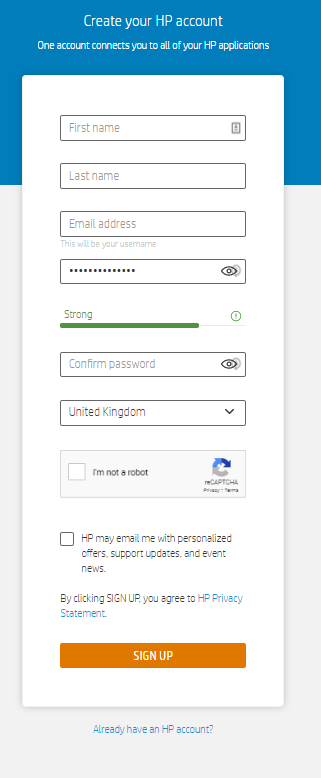 Create your HP account
One account connects you to all of your HP applications
First name
Last name
Email address
This will be your username
••••••••••••••
Strong
Confirm password
United Kingdom
I'm not a robot
reCAPTCHA
Privacy - Terms
HP may email me with personalized
offers, support updates, and event
news.
By clicking SIGN UP, you agree to HP Privacy
Statement.
SIGN UP
Already have an HP account?